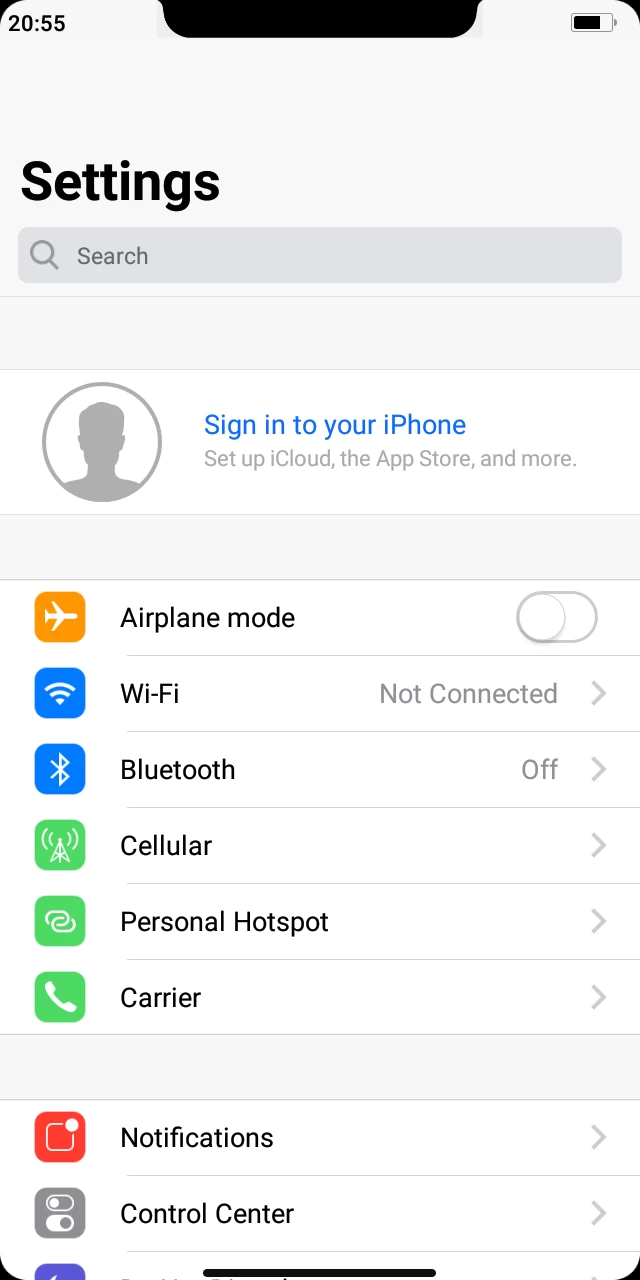 20:55
Settings
Search
Sign in to your iPhone
Set up iCloud, the App Store, and more.
Airplane mode
Wi-Fi Not Connected
Bluetooth Off
Cellular
Personal Hotspot
Carrier
Notifications
Control Center